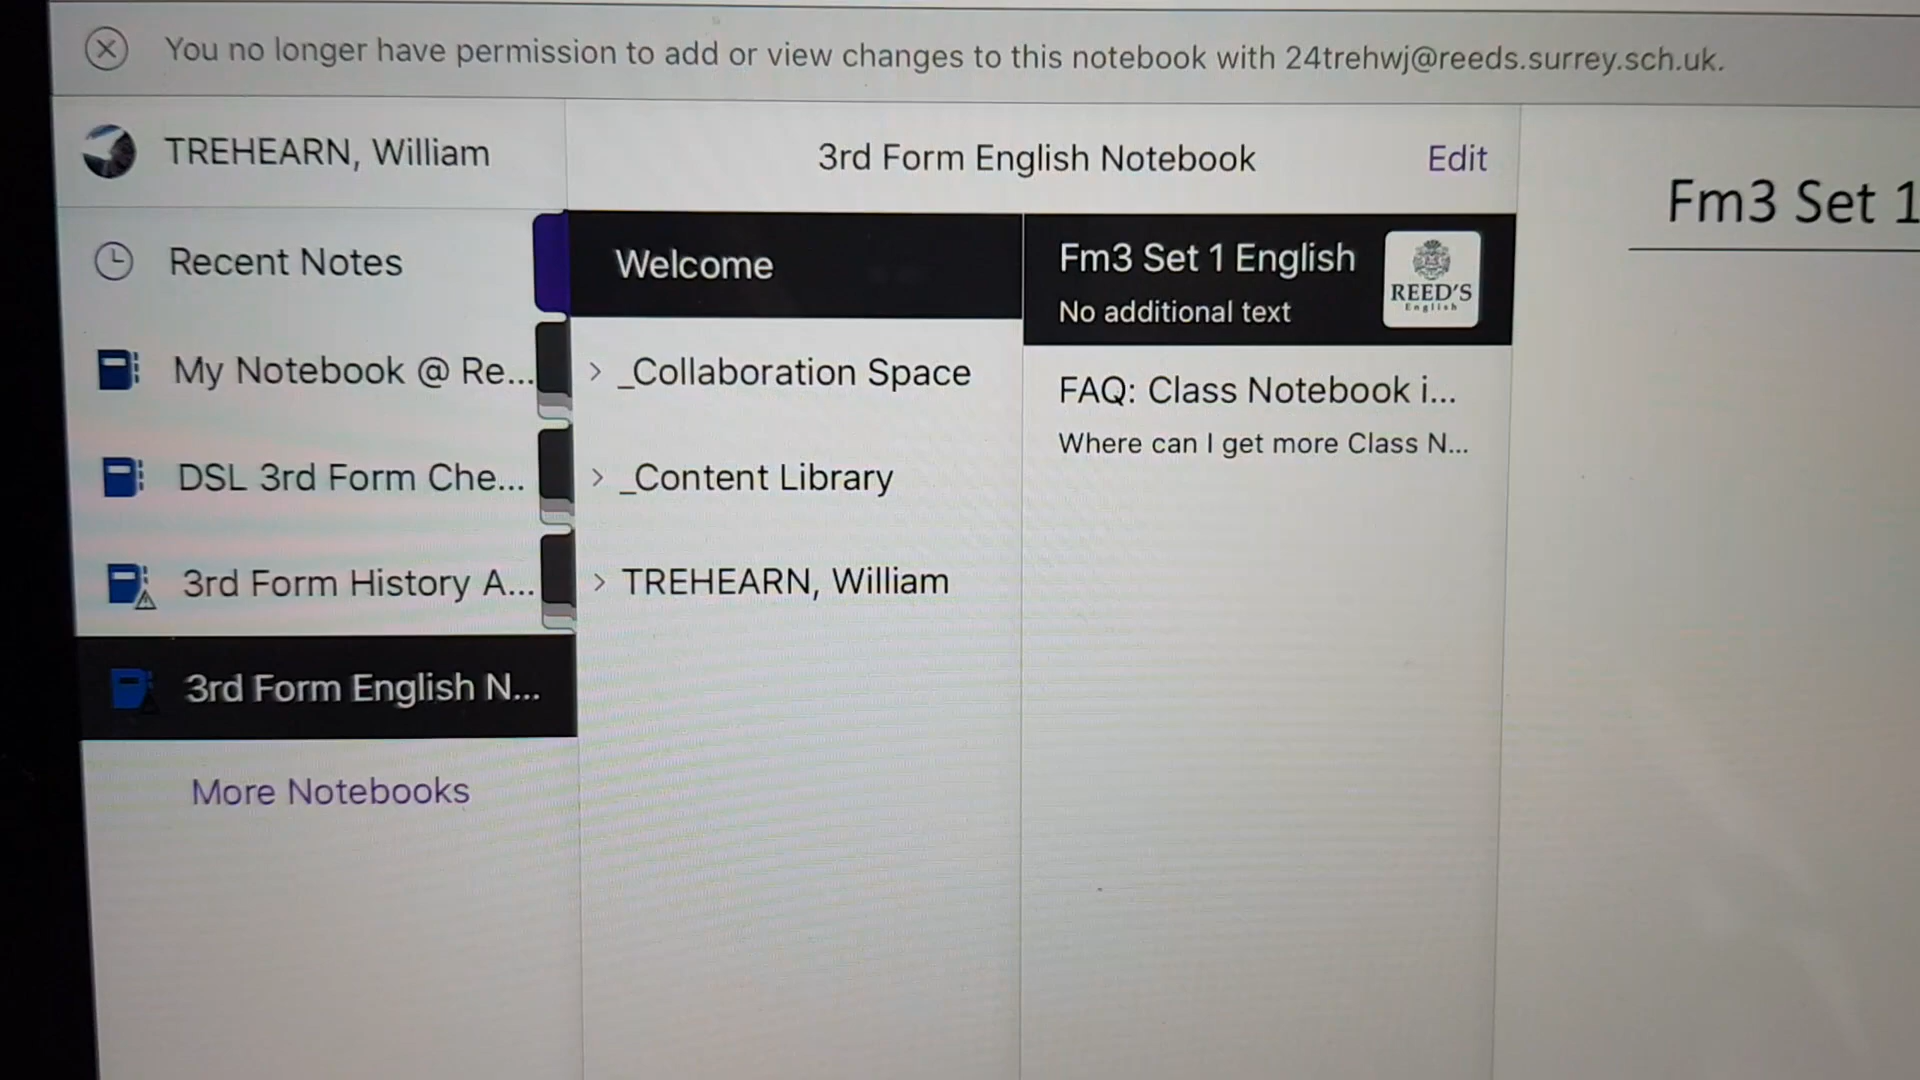 You no longer have permission to add or view changes to this notebook with 24trehwj@reeds.surrey.sch.uk.
TREHEARN, William
3rd Form English Notebook
Edit
Fm3 Set 1
Recent Notes
My Notebook @ Re...
DSL 3rd Form Che...
3rd Form History A...
3rd Form English N...
More Notebooks
Welcome
> _Collaboration Space
> _Content Library
> TREHEARN, William
Fm3 Set 1 English
No additional text
REED'S
English
FAQ: Class Notebook i...
Where can I get more Class N...